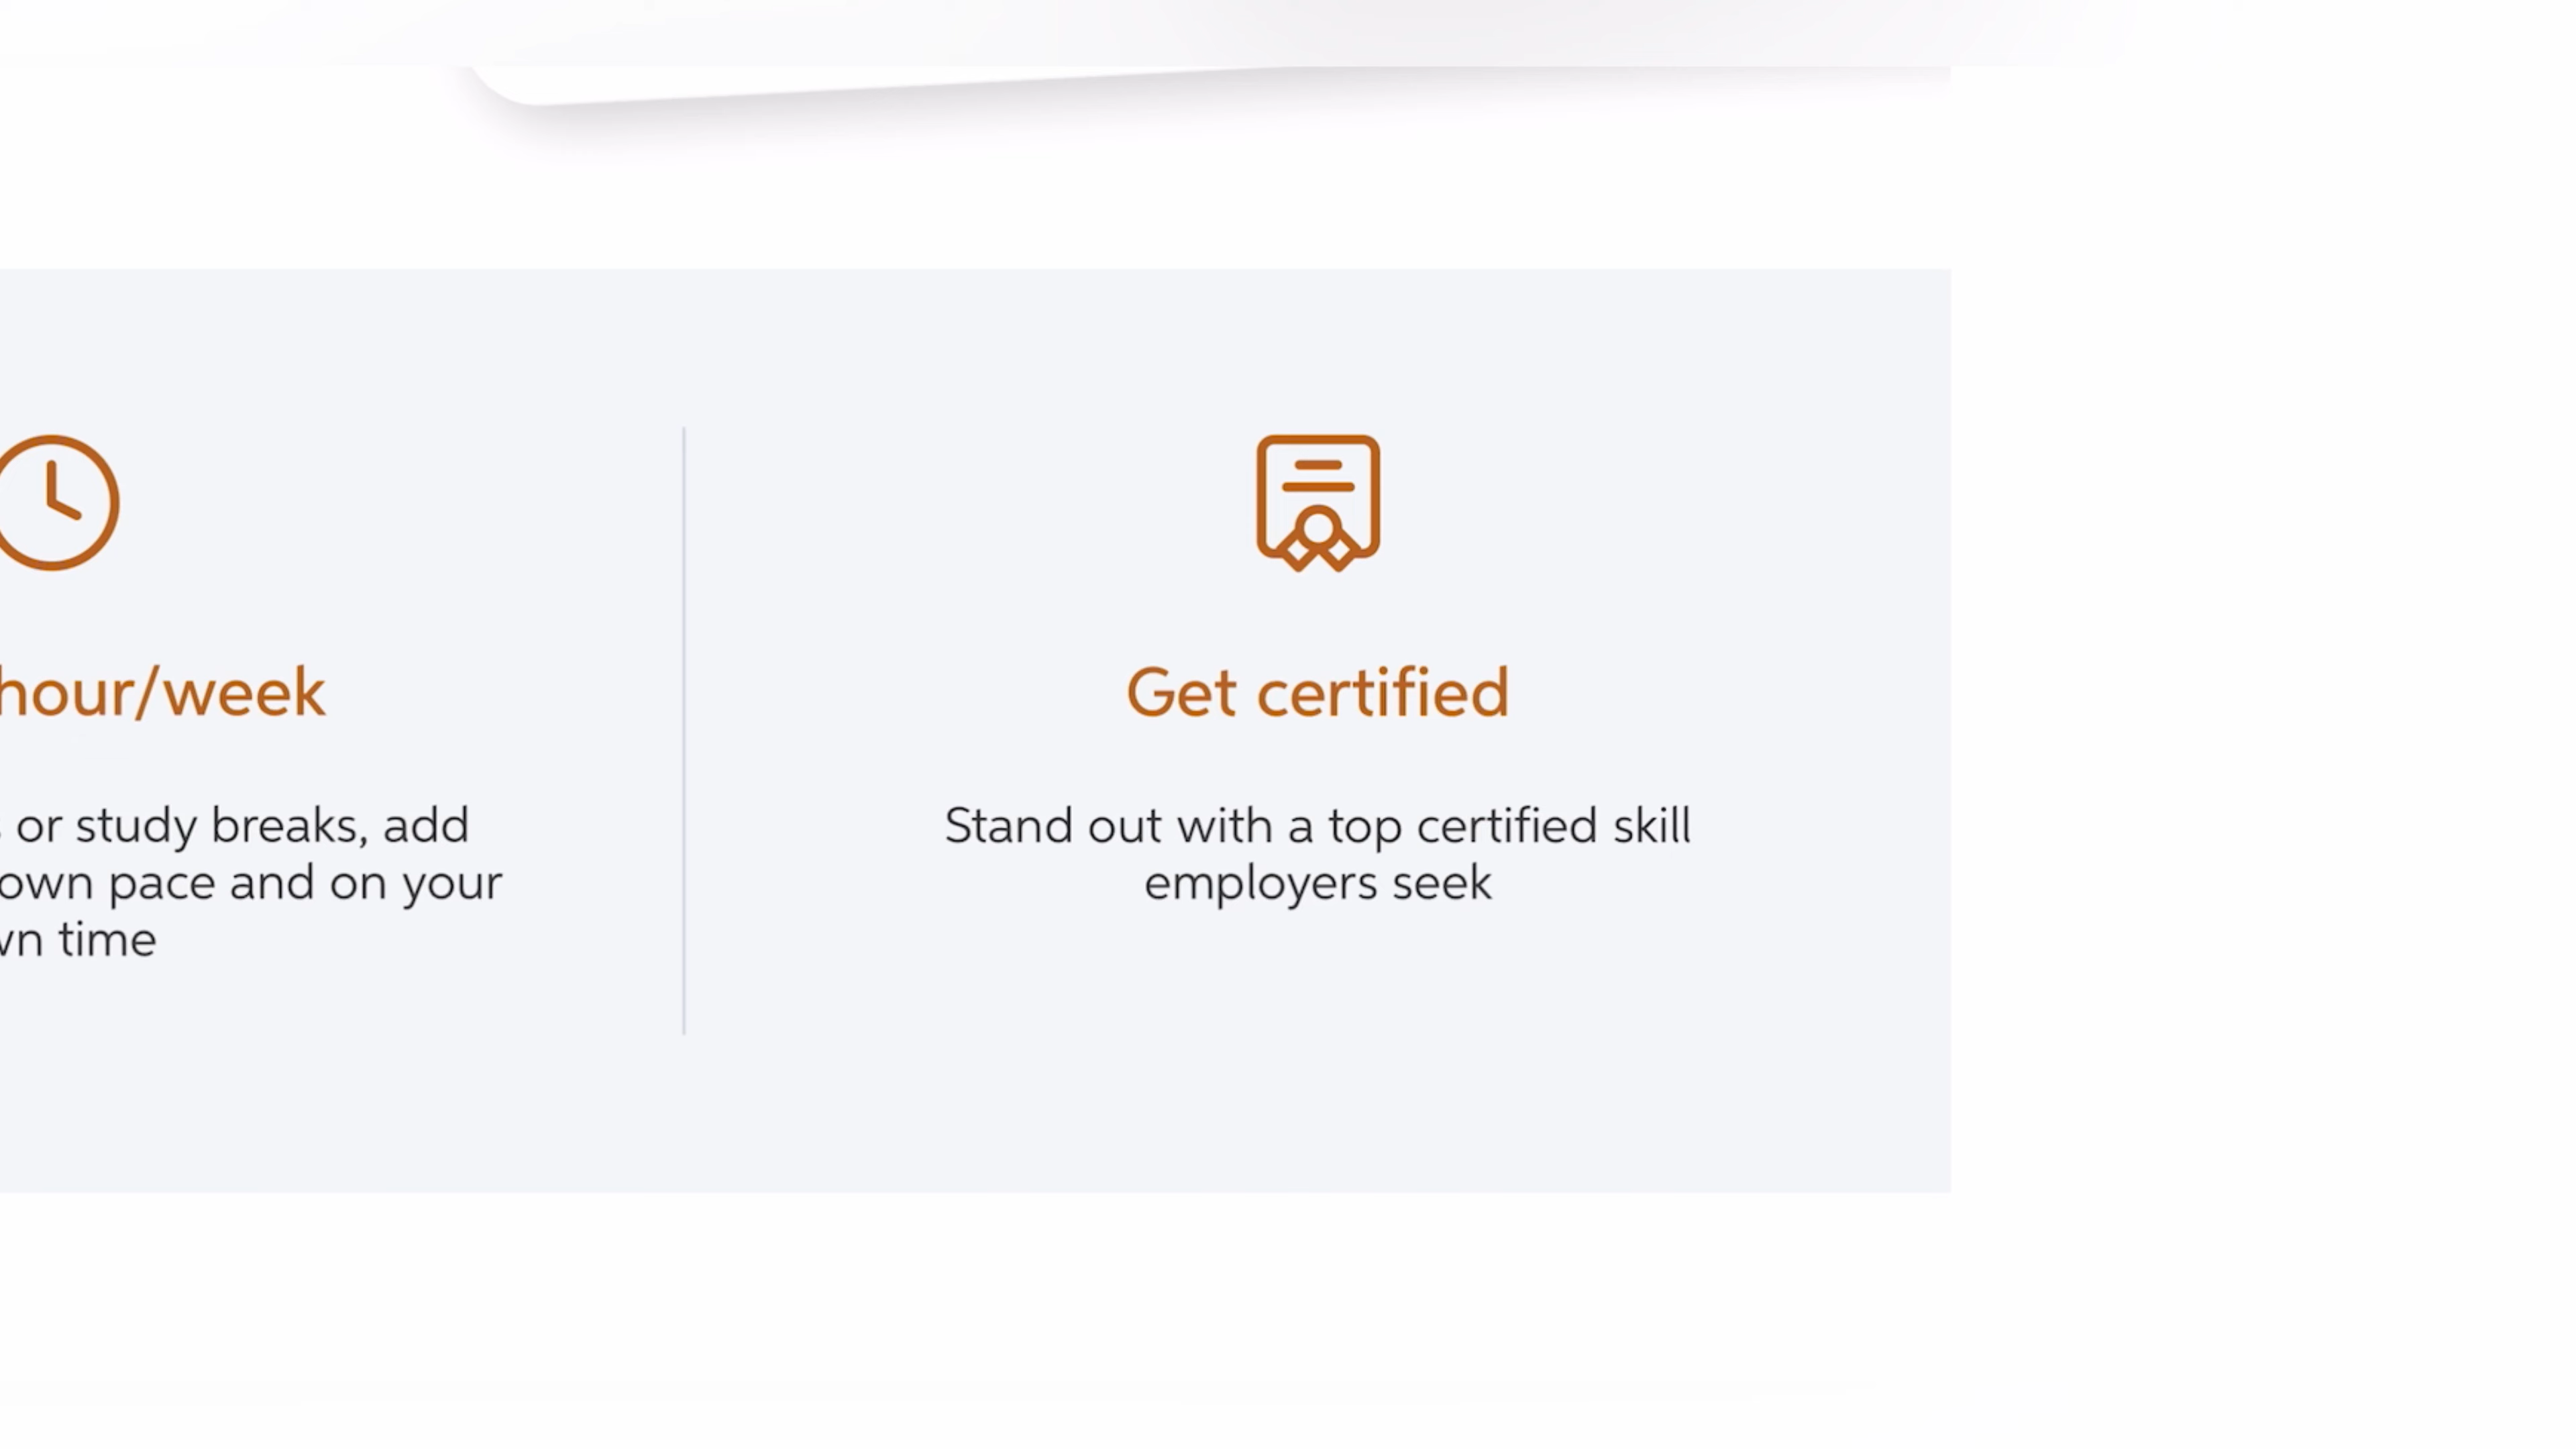 hour/week
or study breaks, add
own pace and on your
time
Get certified
Stand out with a top certified skill
employers seek